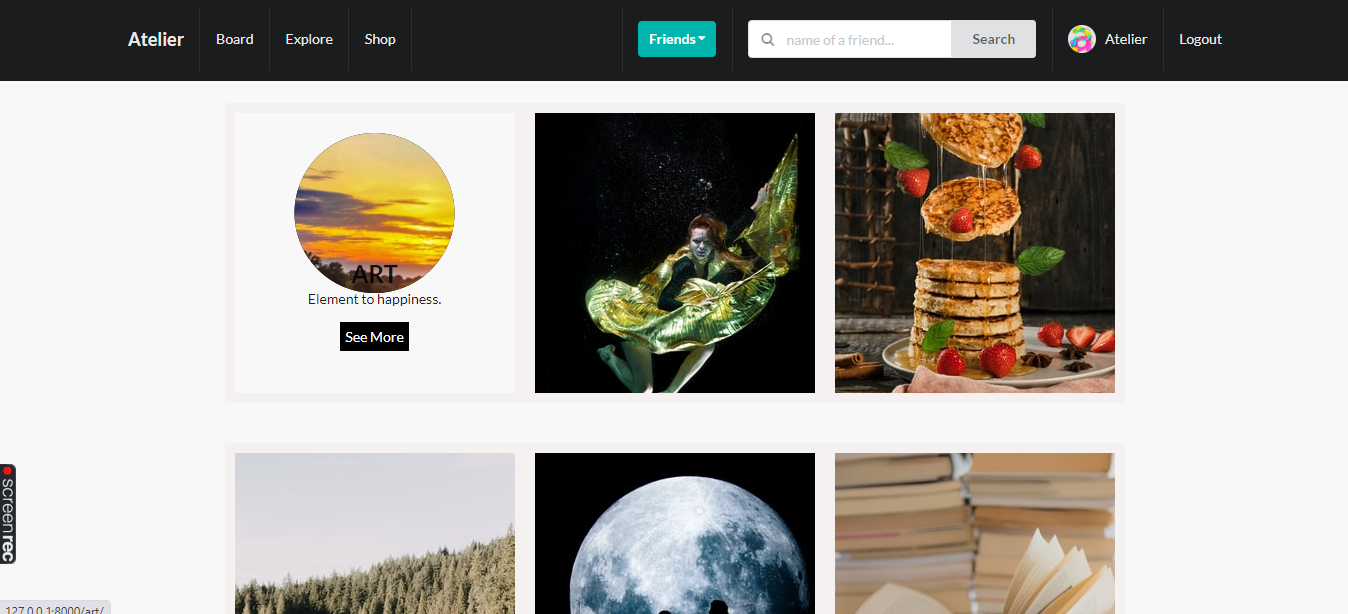 Atelier
Board
Explore
Shop
Friends
name of a friend...
Search
Atelier
Logout
ART
Element to happiness.
See More
screenrec
127.0.0.1:8000/art/